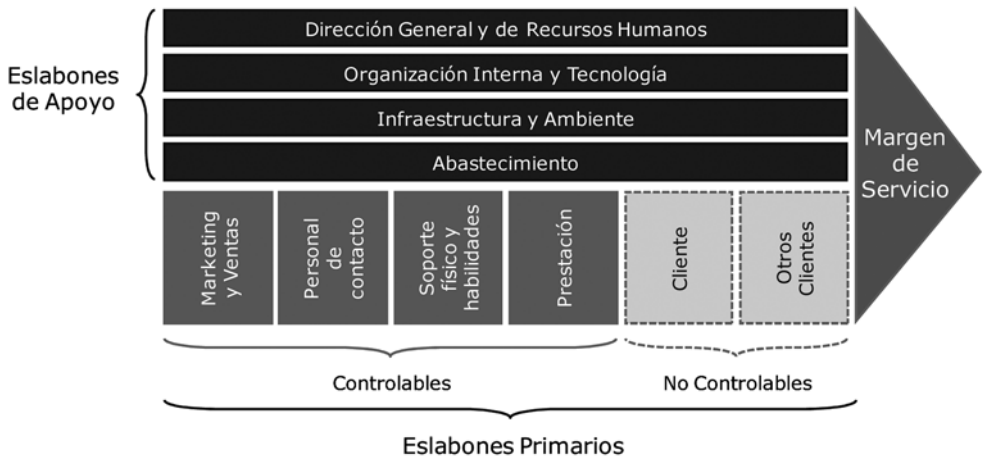 Dirección General y de Recursos Humanos
Organización Interna y Tecnología
Infraestructura y Ambiente
Abastecimiento
Eslabones
de Apoyo
Margen
de
Servicio
Marketing
y Ventas
Personal
de
contacto
Soporte
físico y
habilidades
Prestación
Cliente
Otros
Clientes
Controlables
No Controlables
Eslabones Primarios